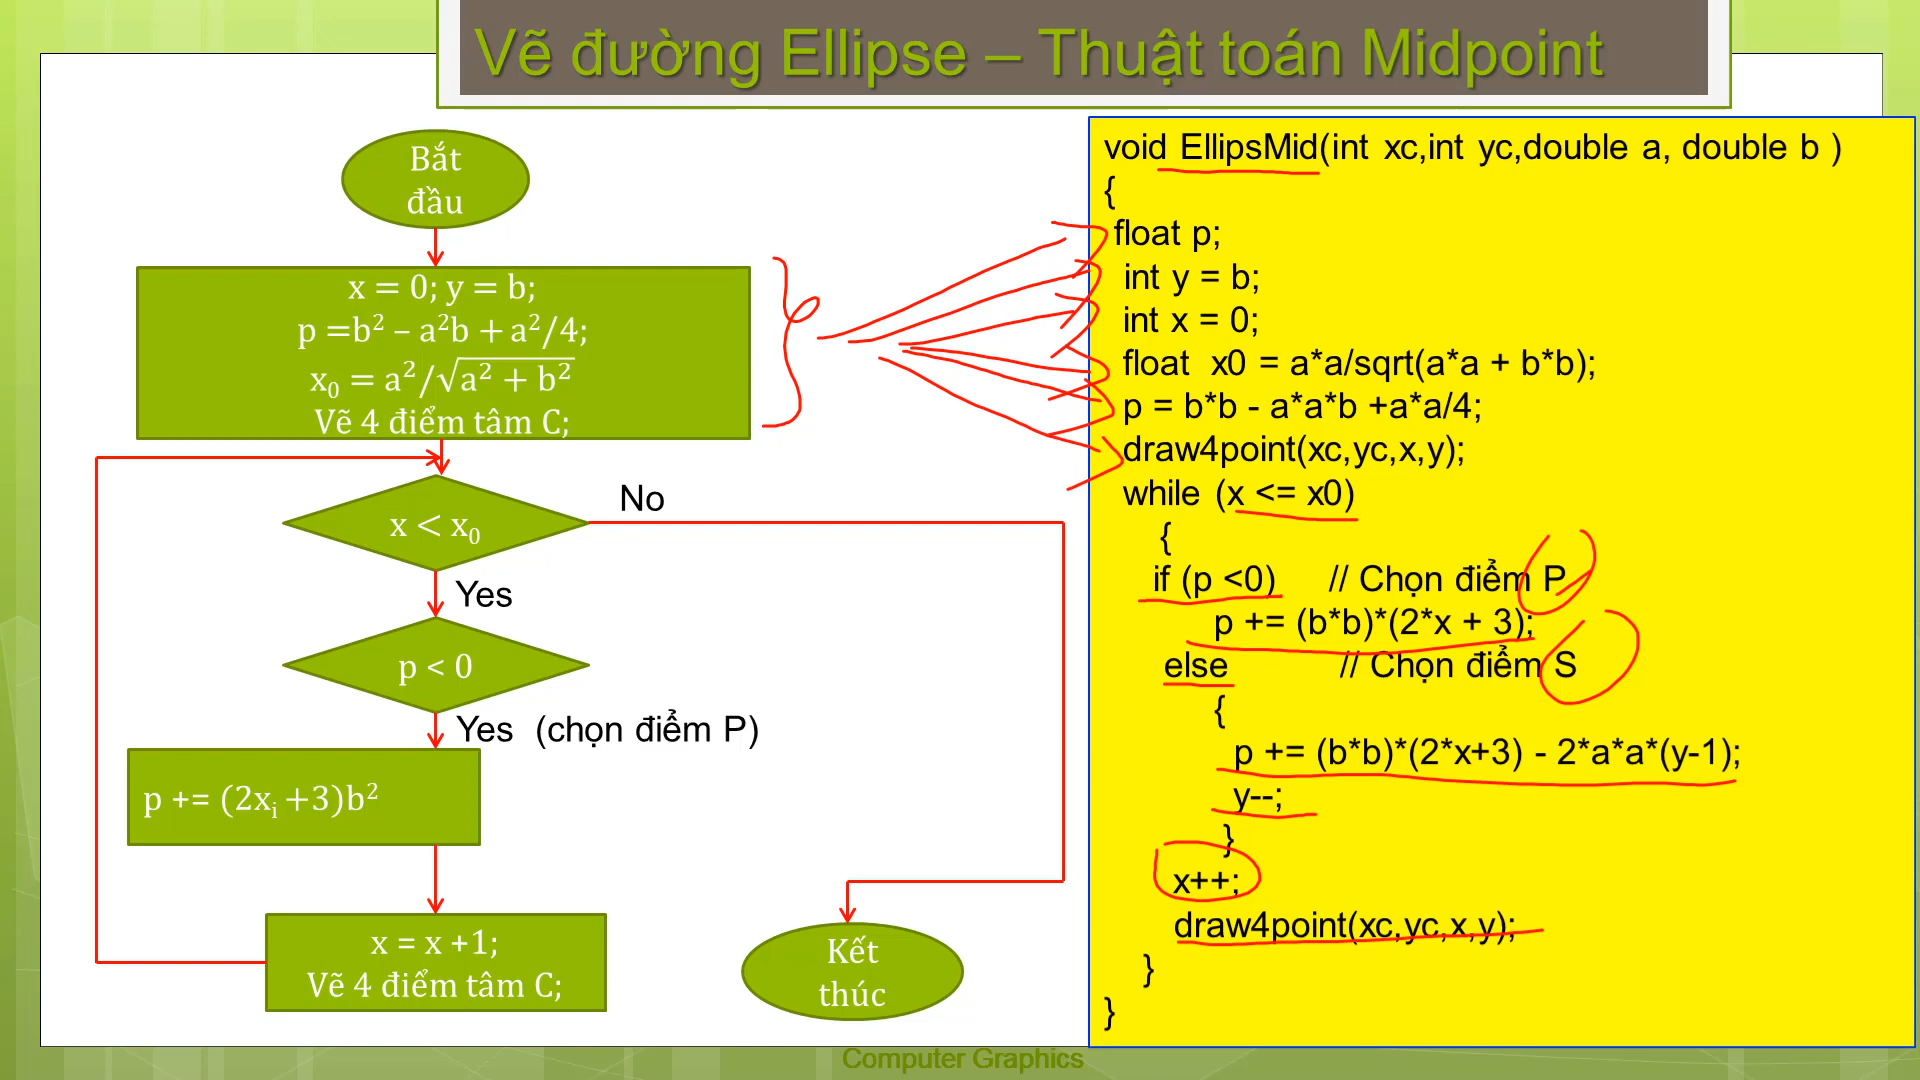 Vẽ đường Ellipse – Thuật toán Midpoint
Bắt
đầu
x = 0; y = b;
p =b² – a²b + a²/4;
x₀ = a²/√(a² + b²)
Vẽ 4 điểm tâm C;
x < x₀
No
Yes
p < 0
Yes (chọn điểm P)
p += (2xᵢ +3)b²
x = x +1;
Vẽ 4 điểm tâm C;
Kết
thúc
void EllipsMid(int xc,int yc,double a, double b )
{
float p;
int y = b;
int x = 0;
float x0 = a*a/sqrt(a*a + b*b);
p = b*b - a*a*b +a*a/4;
draw4point(xc,yc,x,y);
while (x <= x0)
{
if (p <0) // Chọn điểm P
p += (b*b)*(2*x + 3);
else // Chọn điểm S
{
p += (b*b)*(2*x+3) - 2*a*a*(y-1);
y--;
}
x++;
draw4point(xc,yc,x,y);
}
}
Computer Graphics